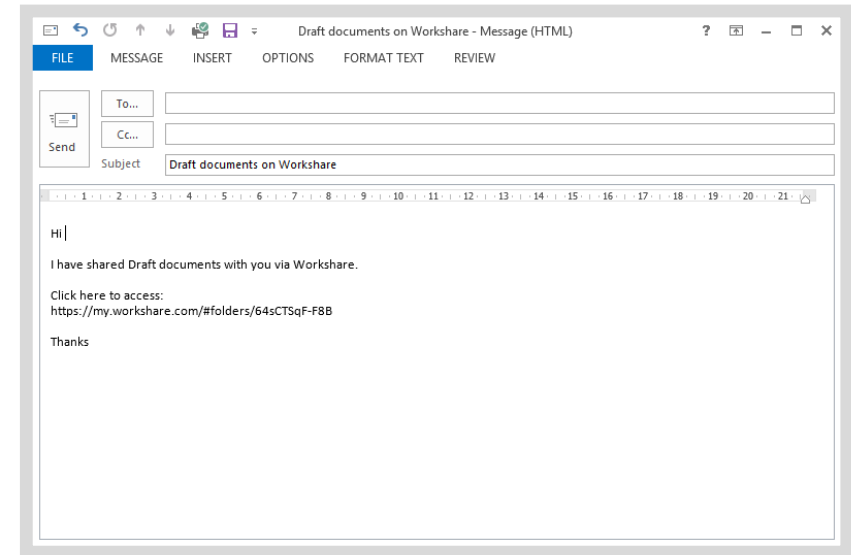 Draft documents on Workshare - Message (HTML)
?
FILE MESSAGE INSERT OPTIONS FORMAT TEXT REVIEW
To...
Cc...
Send
Subject Draft documents on Workshare
1 2 3 4 5 6 7 8 9 10 11 12 13 14 15 16 17 18 19 20 21
Hi
I have shared Draft documents with you via Workshare.
Click here to access:
https://my.workshare.com/#folders/64sCTSqF-F8B
Thanks